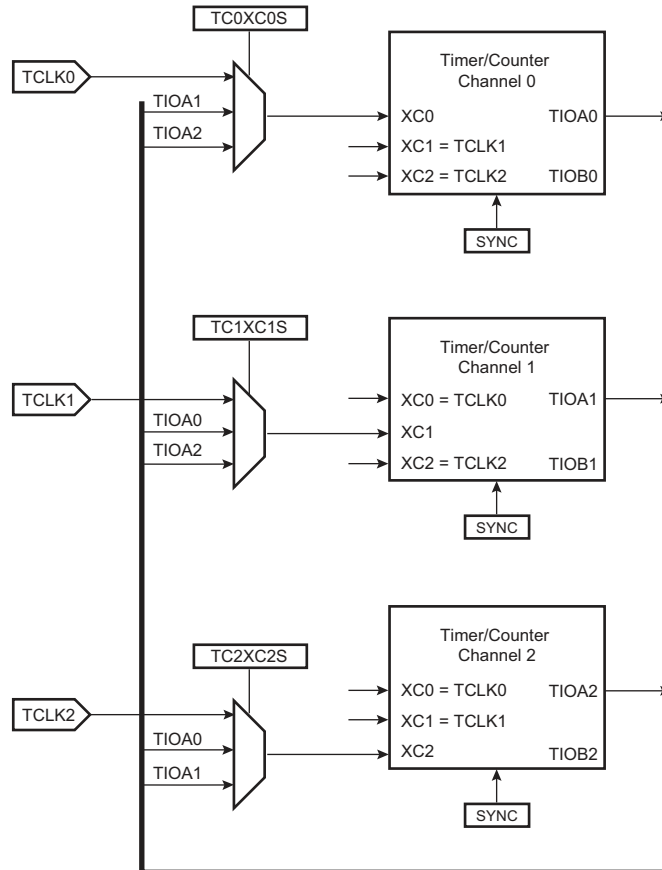 TC0XC0S
TCLK0
TIOA1
TIOA2
Timer/Counter
Channel 0
XC0
TIOA0
XC1 = TCLK1
XC2 = TCLK2
TIOB0
SYNC
TC1XC1S
TCLK1
TIOA0
TIOA2
Timer/Counter
Channel 1
XC0 = TCLK0
TIOA1
XC1
XC2 = TCLK2
TIOB1
SYNC
TC2XC2S
TCLK2
TIOA0
TIOA1
Timer/Counter
Channel 2
XC0 = TCLK0
TIOA2
XC1 = TCLK1
XC2
TIOB2
SYNC